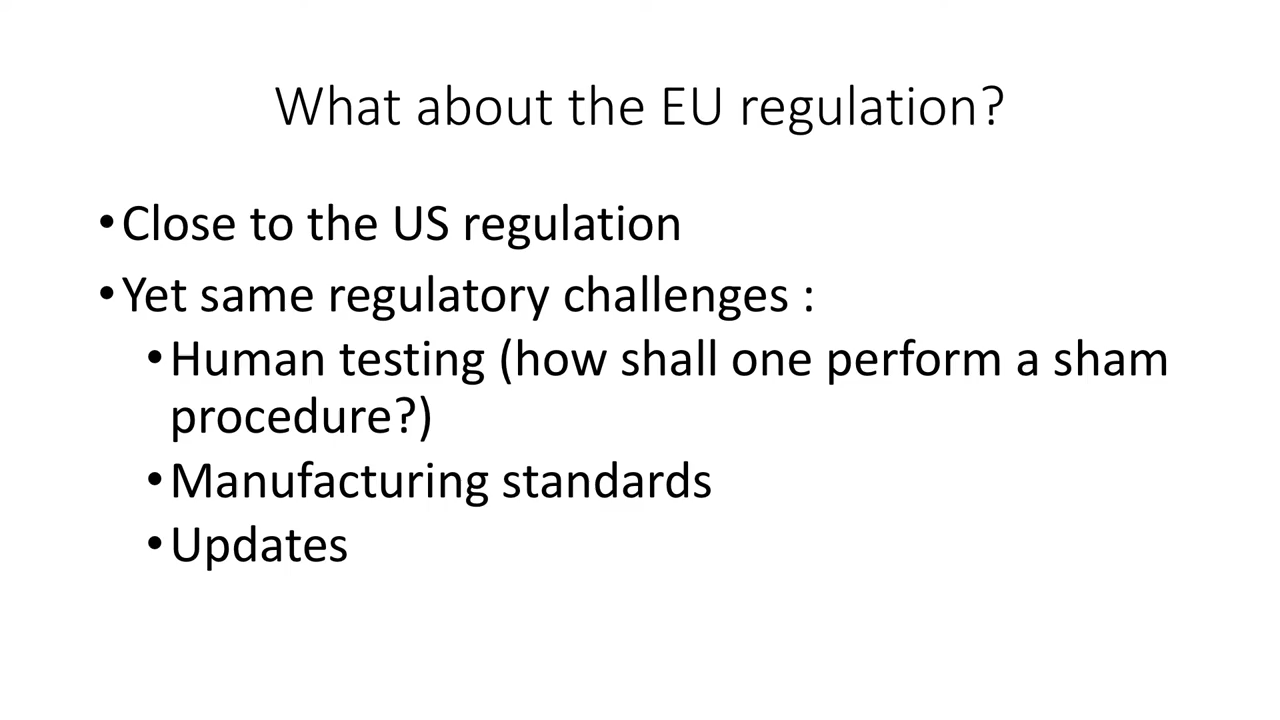 What about the EU regulation?
•Close to the US regulation
•Yet same regulatory challenges :
•Human testing (how shall one perform a sham
procedure?)
•Manufacturing standards
•Updates